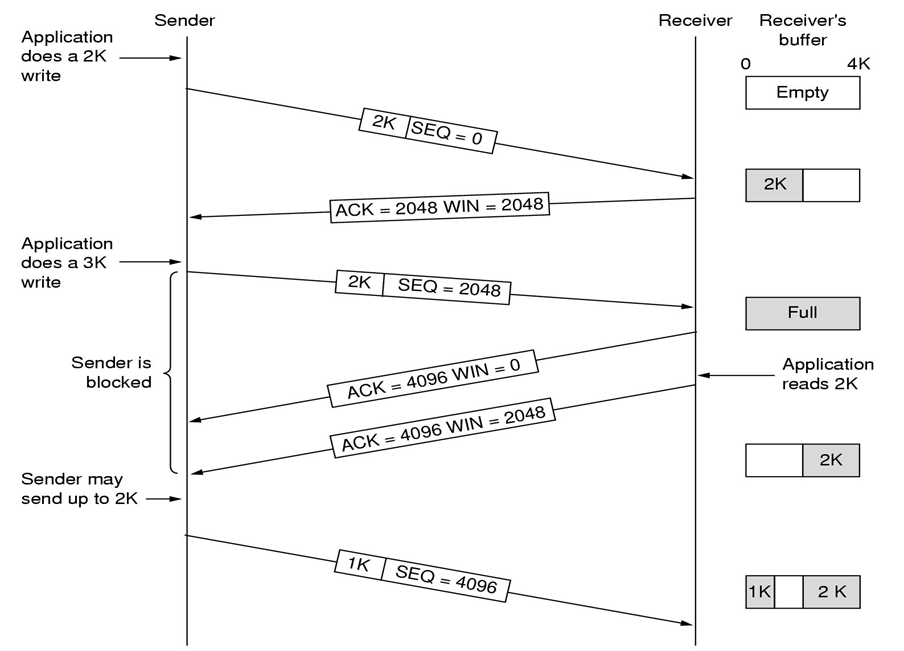 Sender
Receiver
Receiver's
buffer
Application
does a 2K
write
0
4K
Empty
2K
SEQ = 0
2K
ACK = 2048 WIN = 2048
Application
does a 3K
write
2K
SEQ = 2048
Full
Sender is
blocked
ACK = 4096 WIN = 0
Application
reads 2K
ACK = 4096 WIN = 2048
2K
Sender may
send up to 2K
1K
SEQ = 4096
1K
2 K